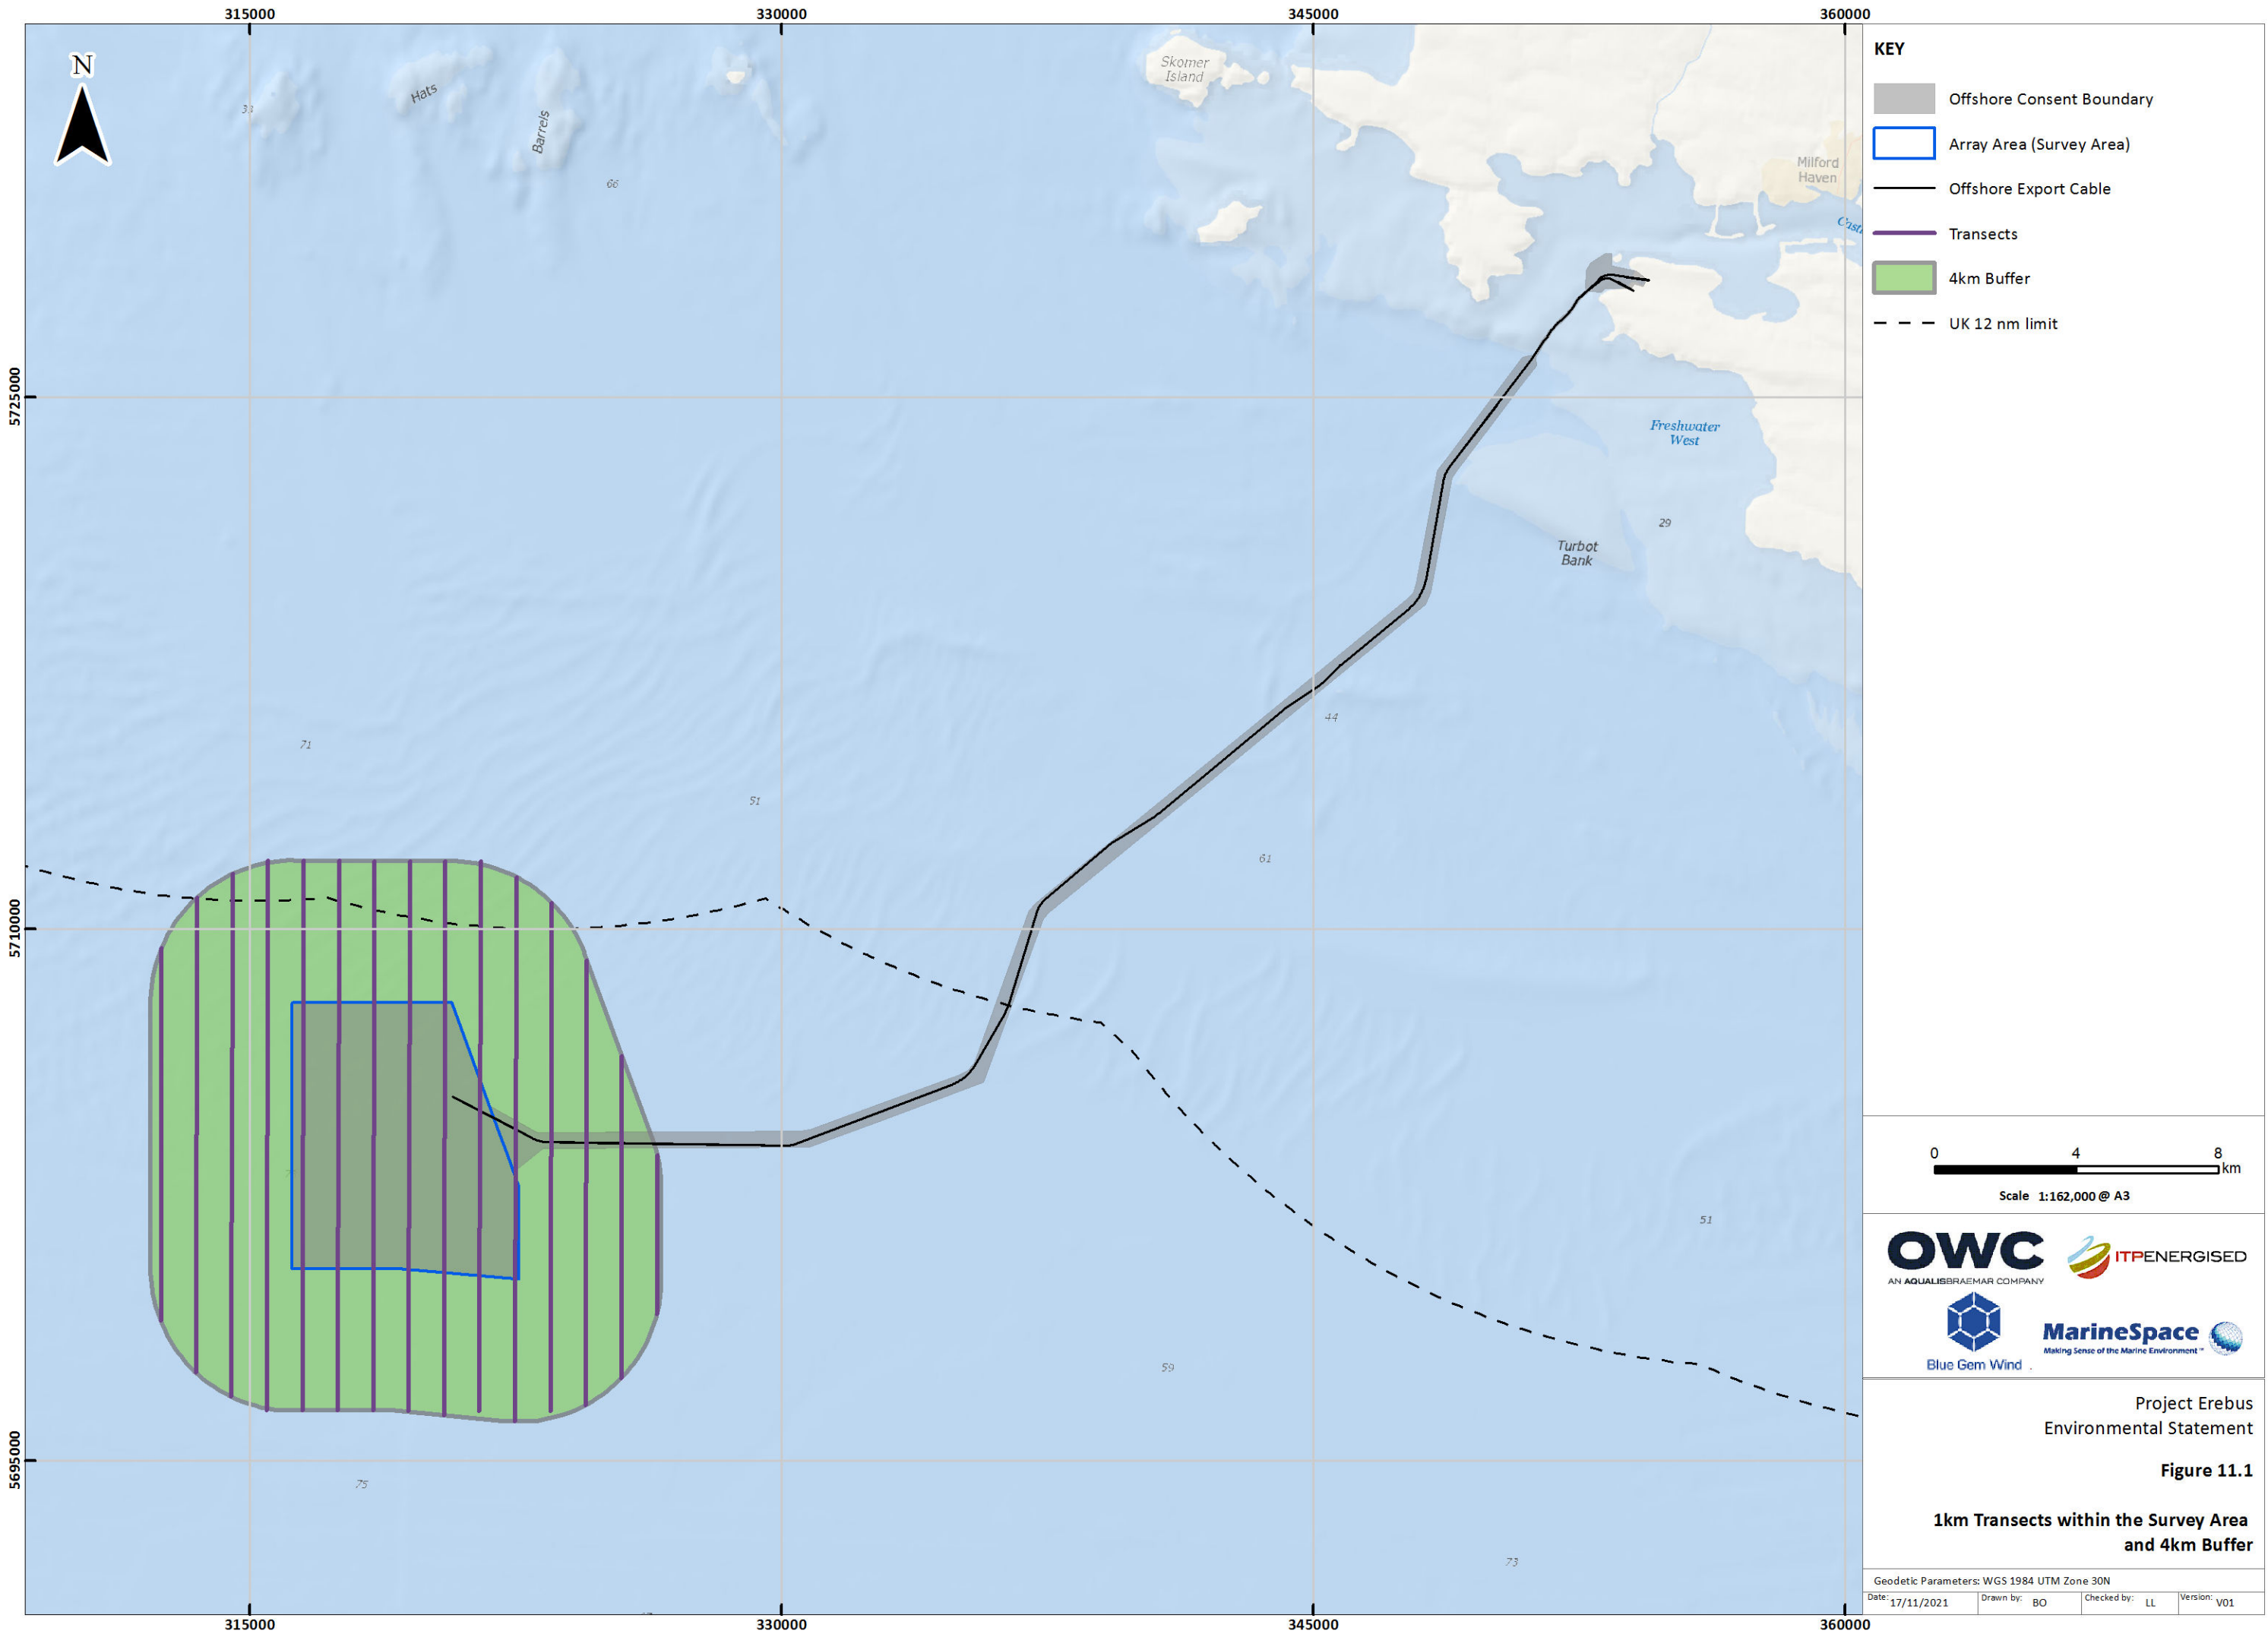 315000
330000
345000
360000
N
33
Hats
Barrels
66
Skomer
Island
Milford
Haven
5725000
Freshwater
West
29
Turbot
Bank
44
71
51
61
5710000
51
59
5695000
75
73
315000
330000
345000
360000
KEY
Offshore Consent Boundary
Array Area (Survey Area)
Offshore Export Cable
Transects
4km Buffer
UK 12 nm limit
0 4 8
km
Scale 1:162,000 @ A3
OWC
AN AQUALISBRAEMAR COMPANY
ITPENERGISED
Blue Gem Wind
MarineSpace
Making Sense of the Marine Environment™
Project Erebus
Environmental Statement
Figure 11.1
1km Transects within the Survey Area
and 4km Buffer
Geodetic Parameters: WGS 1984 UTM Zone 30N
Date: 17/11/2021 Drawn by: BO Checked by: LL Version: V01